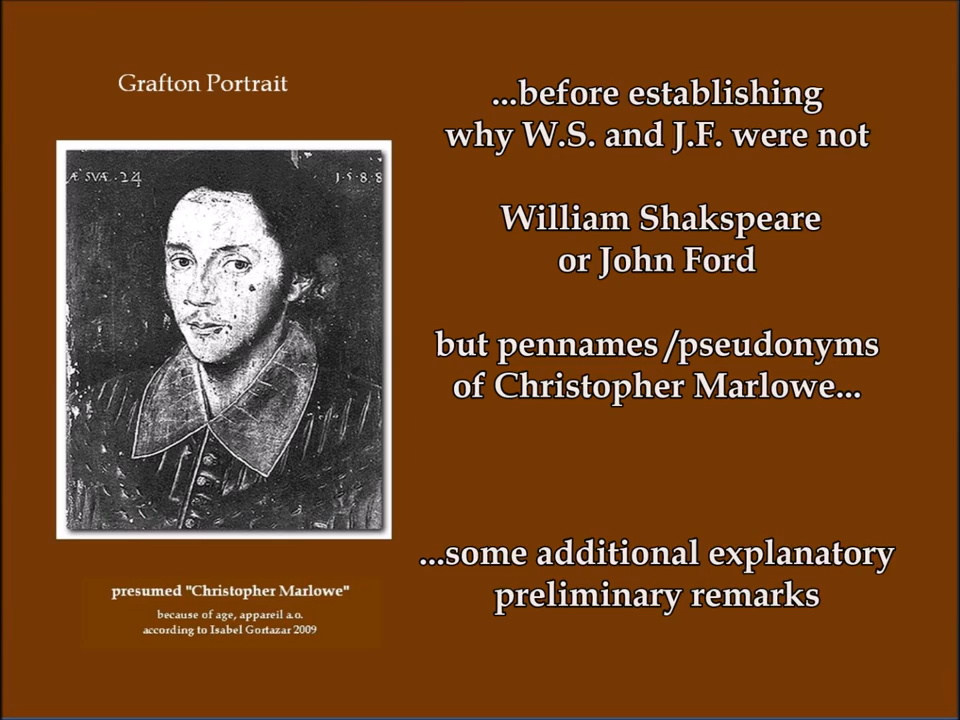 Grafton Portrait
Æ SVÆ · 24 1 · 5 · 8 · 8
presumed "Christopher Marlowe"
because of age, appareil a.o.
according to Isabel Gortazar 2009
...before establishing
why W.S. and J.F. were not
William Shakspeare
or John Ford
but pennames /pseudonyms
of Christopher Marlowe...
...some additional explanatory
preliminary remarks